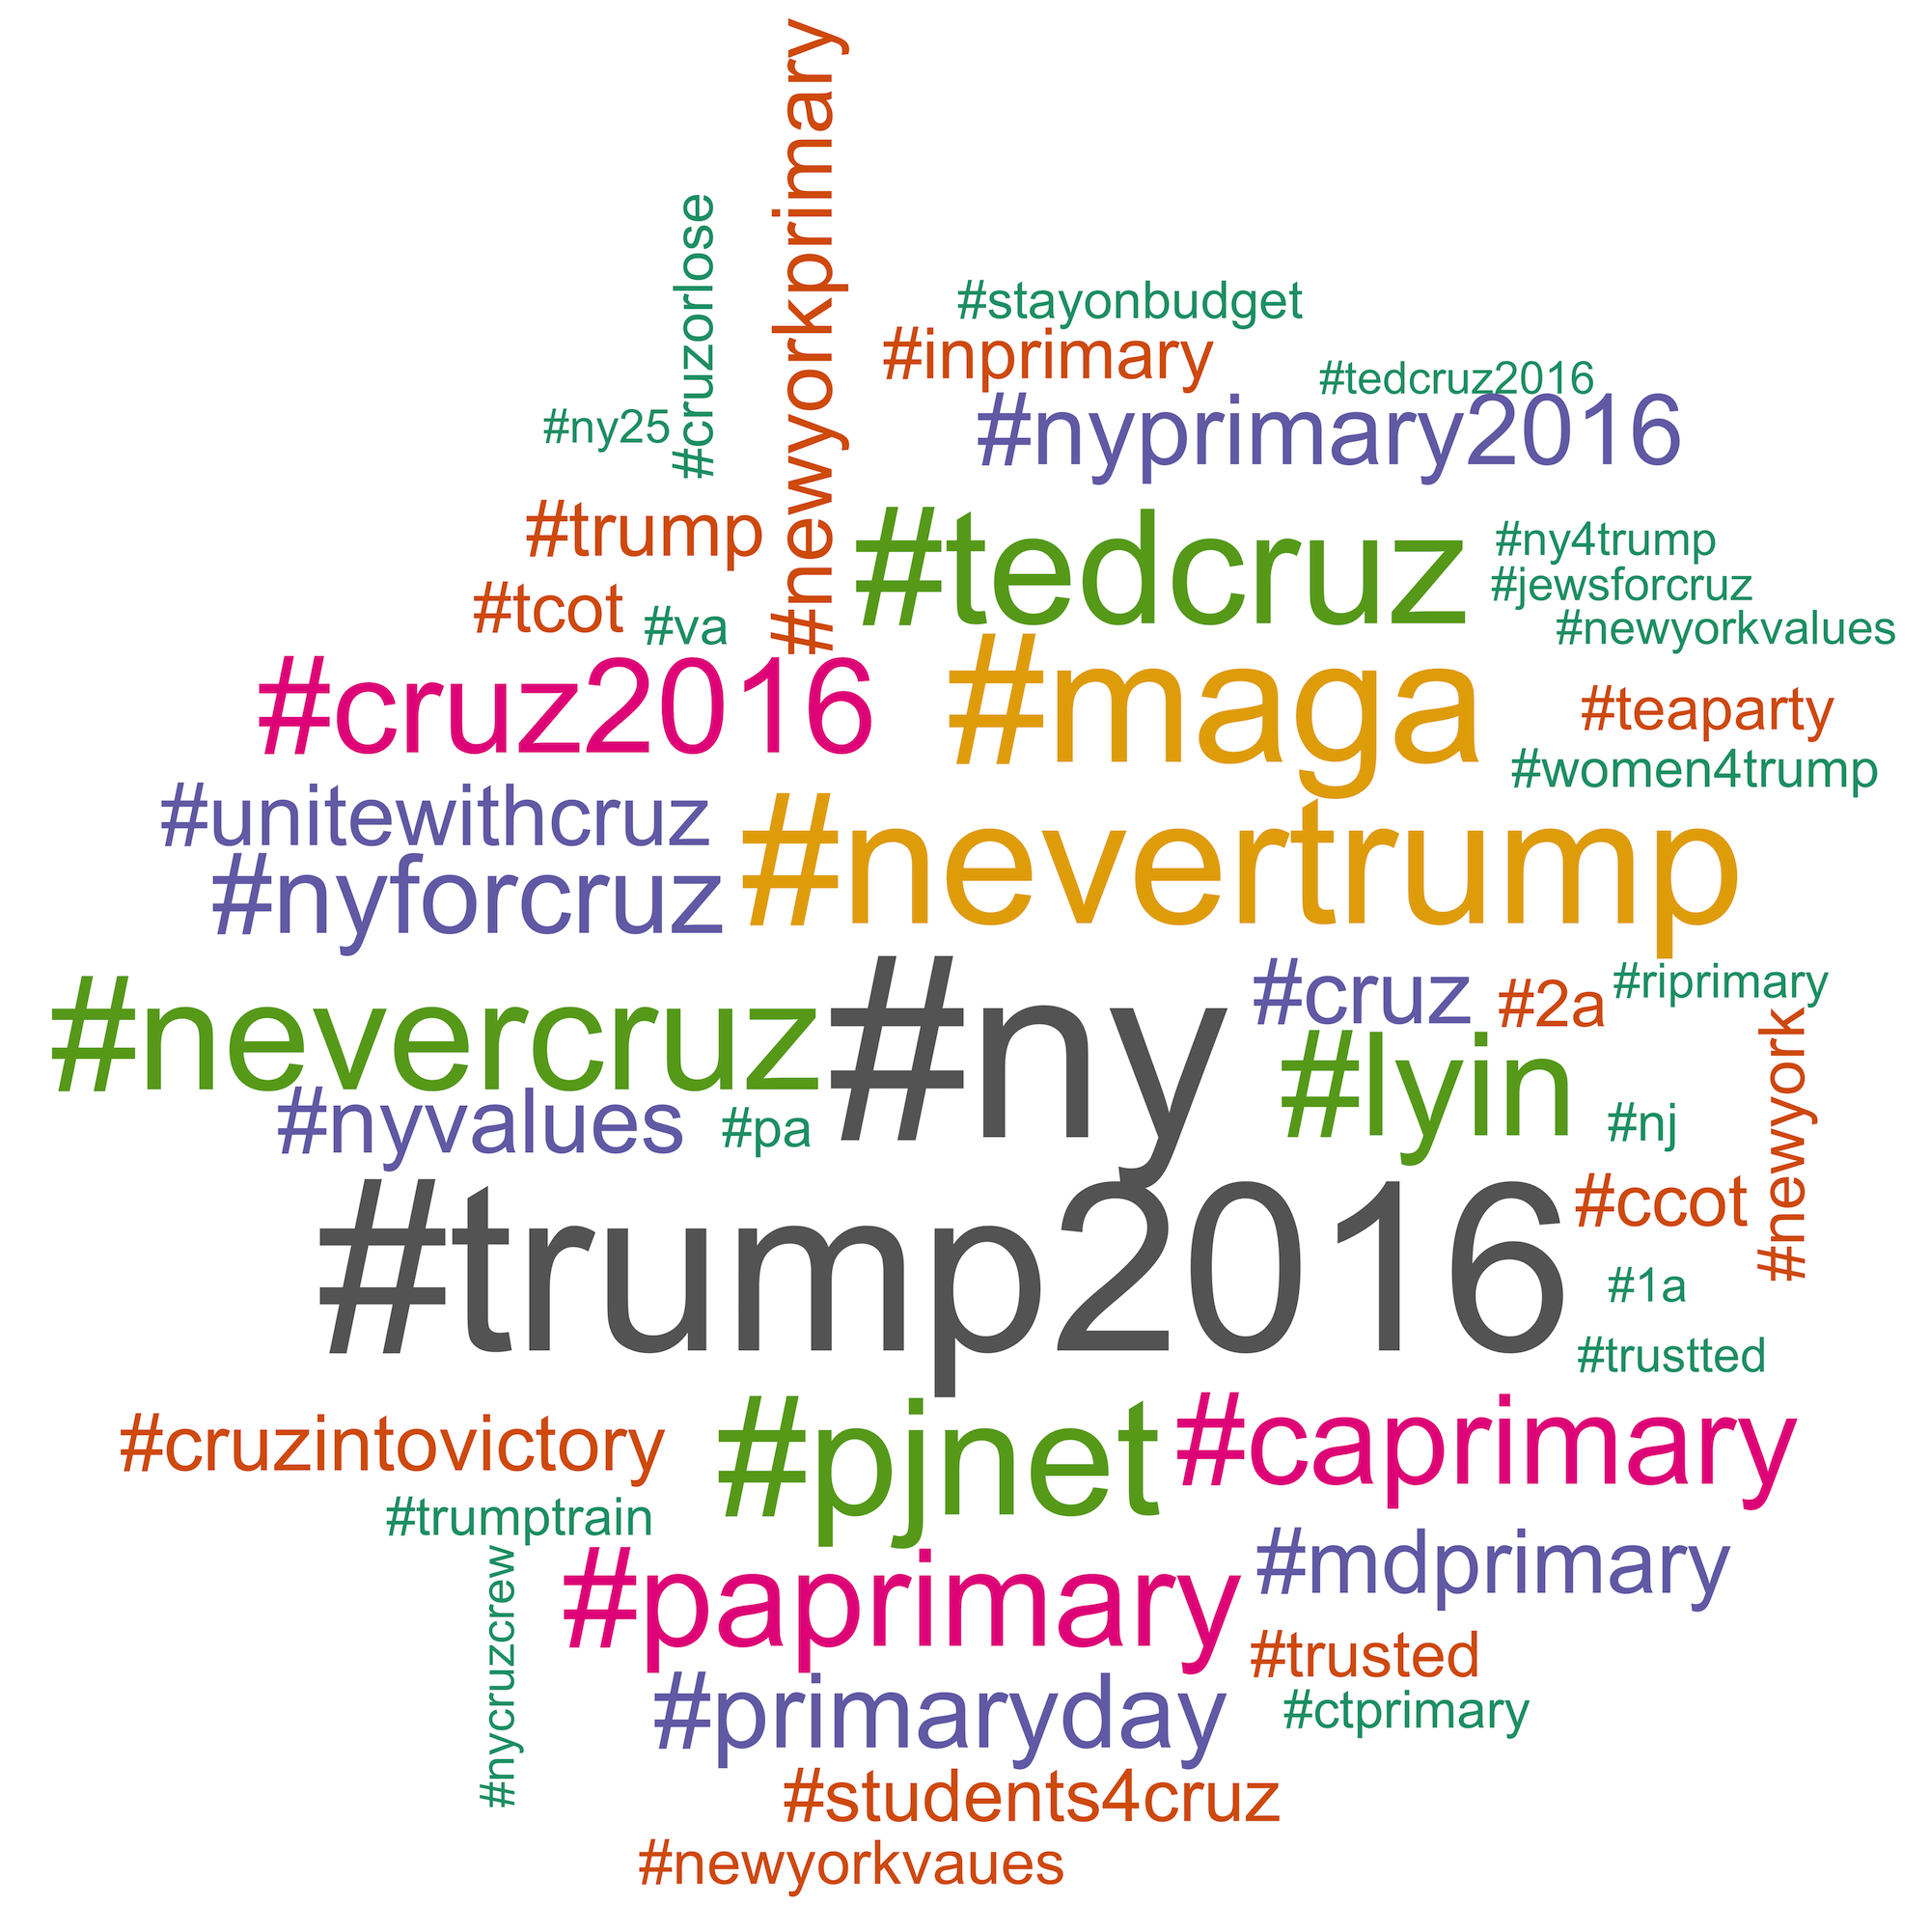 #newyorkprimary
#cruzorlose
#stayonbudget
#inprimary
#tedcruz2016
#ny25
#nyprimary2016
#trump
#tedcruz
#ny4trump
#jewsforcruz
#tcot
#va
#newyorkvalues
#cruz2016
#maga
#teaparty
#women4trump
#unitewithcruz
#nevertrump
#nyforcruz
#nevercruz
#ny
#cruz
#2a
#riprimary
#lyin
#newyork
#nyvalues
#pa
#nj
#trump2016
#ccot
#1a
#trustted
#cruzintovictory
#pjnet
#caprimary
#trumptrain
#nycruzcrew
#paprimary
#mdprimary
#trusted
#primaryday
#ctprimary
#students4cruz
#newyorkvaues